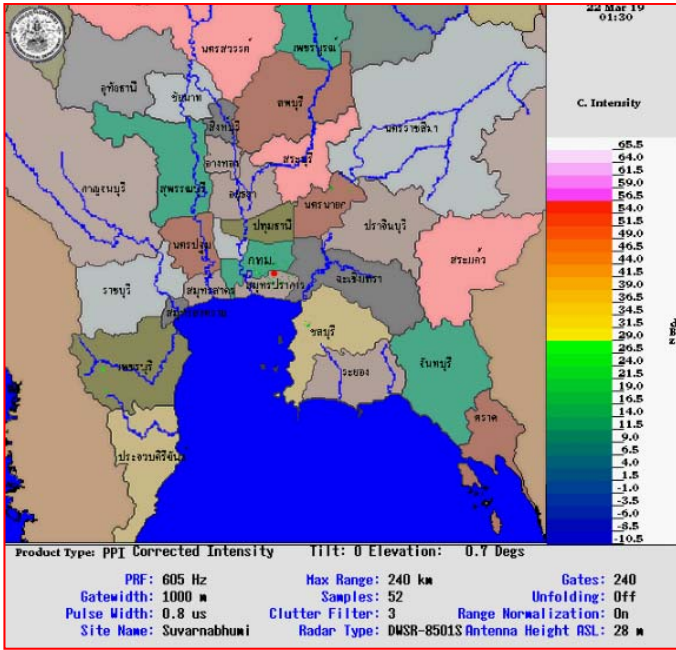 22 Mar 19
01:30
C. Intensity
นครสวรรค์
เพชรบูรณ์
อุทัยธานี
ชัยนาท
ลพบุรี
สิงห์บุรี
นครราชสีมา
อ่างทอง
สระบุรี
กาญจนบุรี
สุพรรณบุรี
อยุธยา
นครนายก
ปทุมธานี
ปราจีนบุรี
นครปฐม
สระแก้ว
กทม.
ราชบุรี
สมุทรสาคร
สมุทรปราการ
ฉะเชิงเทรา
ชลบุรี
เพชรบุรี
ระยอง
จันทบุรี
ตราด
ประจวบคีรีขันธ์
65.5
64.0
61.5
59.0
56.5
54.0
51.5
49.0
46.5
44.0
41.5
39.0
36.5
34.0
31.5
29.0
26.5
24.0
21.5
19.0
16.5
14.0
11.5
9.0
6.5
4.0
1.5
-1.0
-3.5
-6.0
-8.5
-10.5
Product Type: PPI Corrected Intensity Tilt: 0 Elevation: 0.7 Degs
PRF: 605 Hz Max Range: 240 km Gates: 240
Gatewidth: 1000 m Samples: 52 Unfolding: Off
Pulse Width: 0.8 us Clutter Filter: 3 Range Normalization: On
Site Name: Suvarnabhumi Radar Type: DWSR-8501S Antenna Height ASL: 28 m